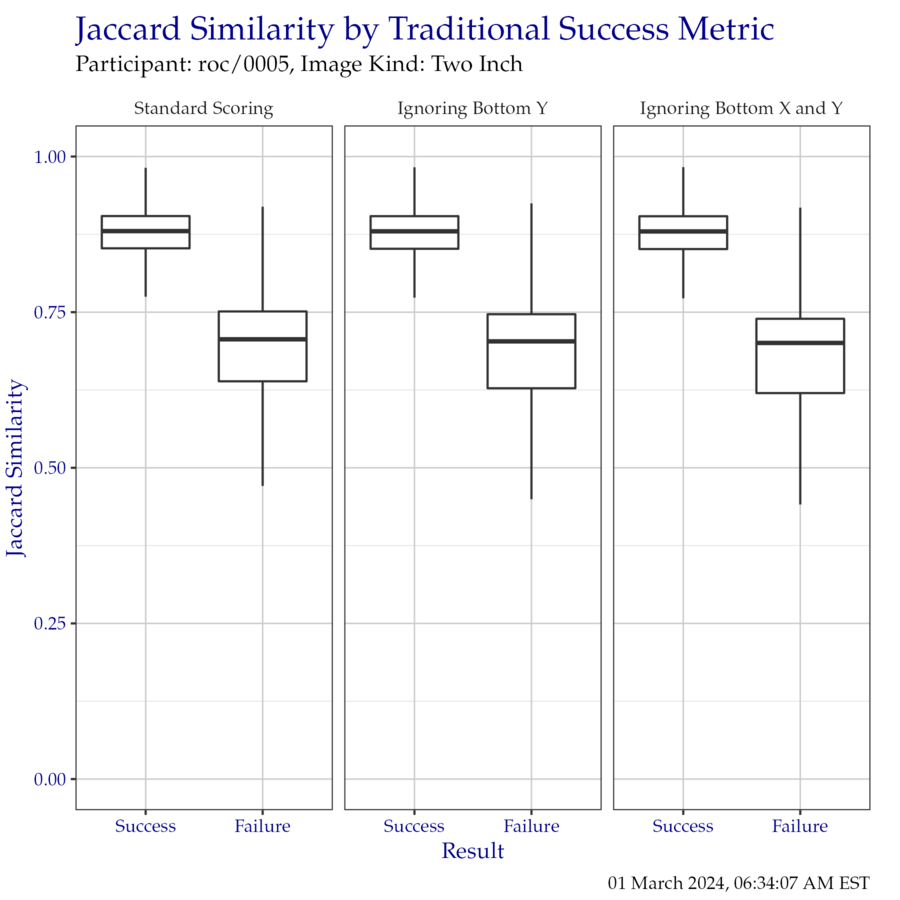 Jaccard Similarity by Traditional Success Metric
Participant: roc/0005, Image Kind: Two Inch
Standard Scoring
Ignoring Bottom Y
Ignoring Bottom X and Y
Jaccard Similarity
1.00
0.75
0.50
0.25
0.00
Success
Failure
Success
Failure
Success
Failure
Result
01 March 2024, 06:34:07 AM EST